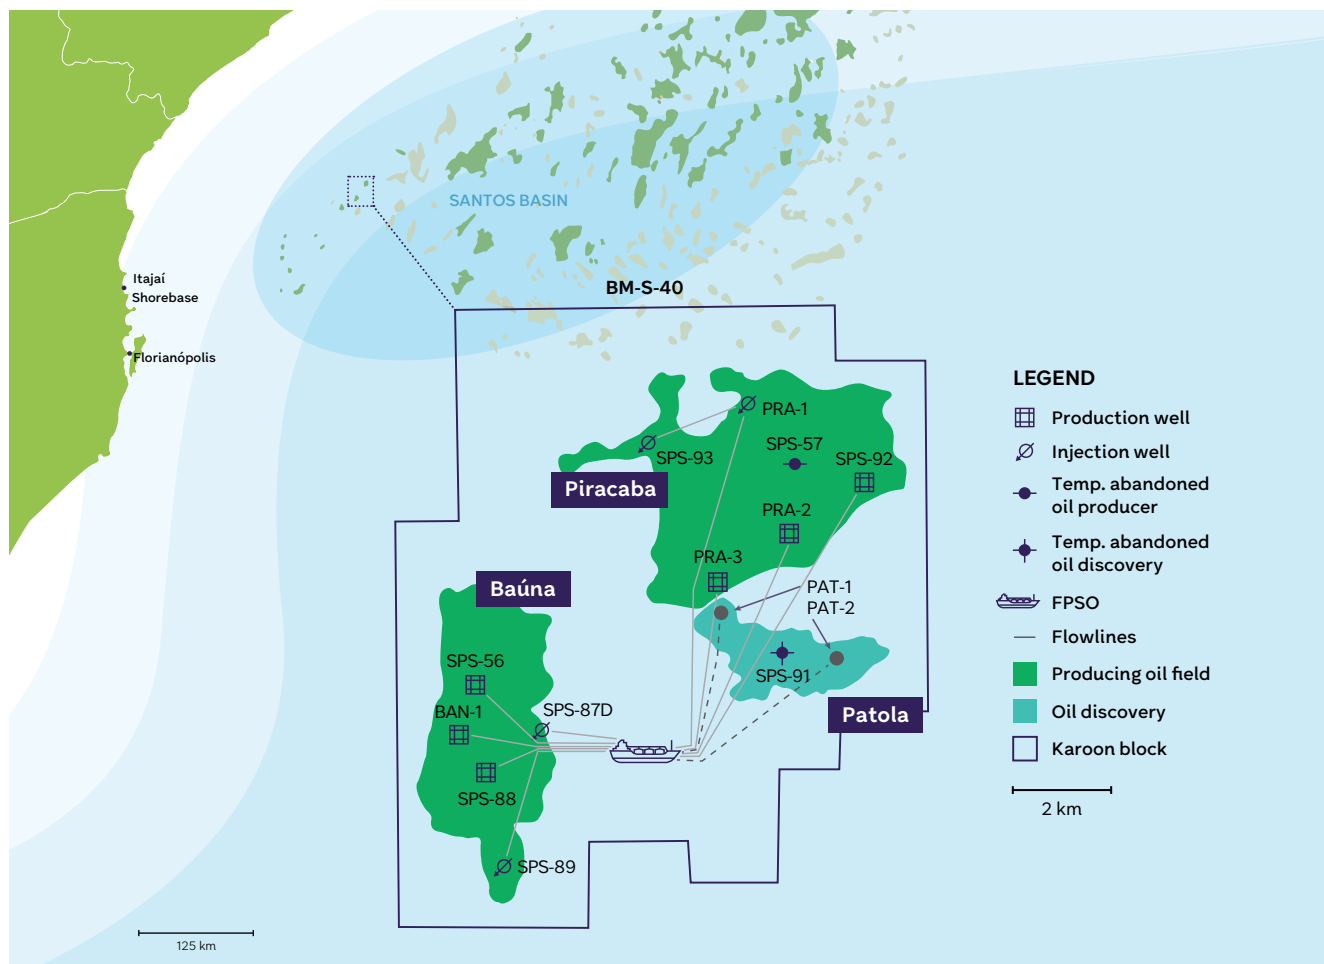 SANTOS BASIN
Itajaí
Shorebase
Florianópolis
BM-S-40
PRA-1
SPS-93
SPS-57
SPS-92
Piracaba
PRA-2
PRA-3
Baúna
PAT-1
PAT-2
SPS-56
SPS-91
BAN-1
SPS-87D
Patola
SPS-88
SPS-89
125 km
LEGEND
Production well
Injection well
Temp. abandoned
oil producer
Temp. abandoned
oil discovery
FPSO
Flowlines
Producing oil field
Oil discovery
Karoon block
2 km